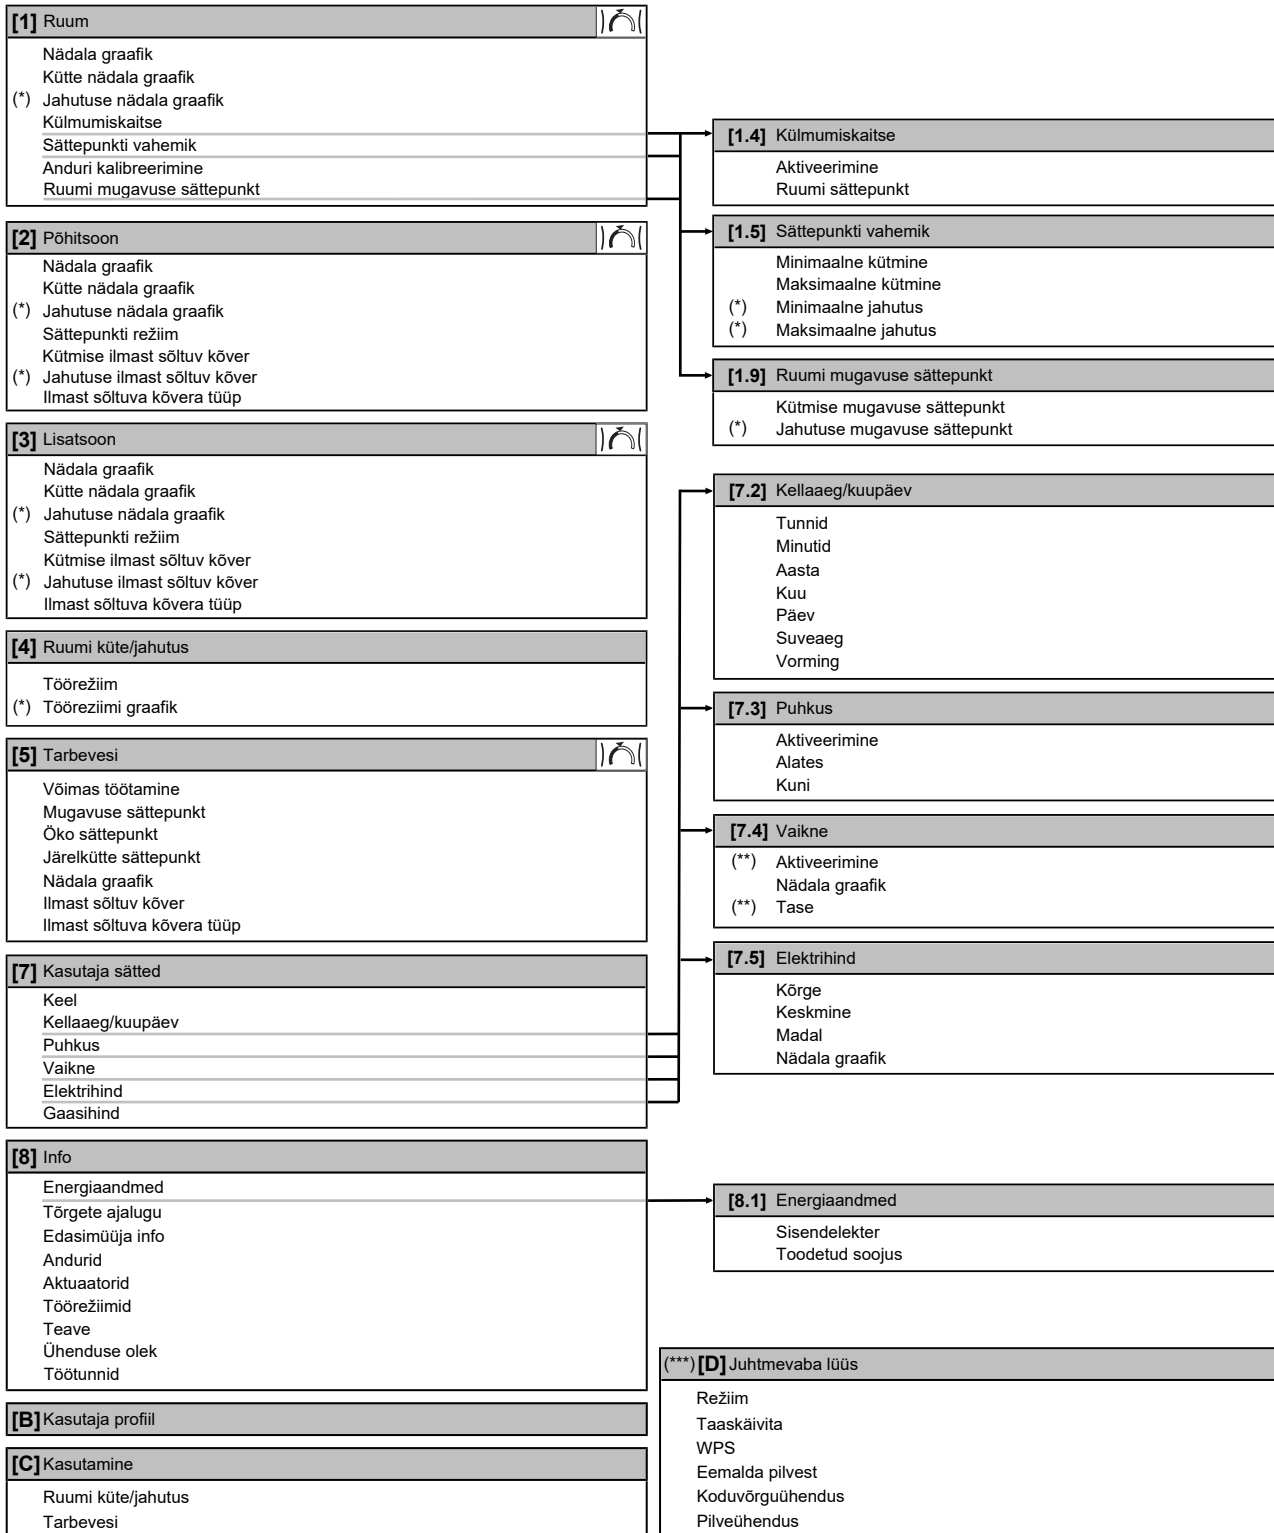 [1] Ruum
Nädala graafik
Kütte nädala graafik
(*) Jahutuse nädala graafik
Külmumiskaitse
Sättepunkti vahemik
Anduri kalibreerimine
Ruumi mugavuse sättepunkt
[2] Põhitsoon
Nädala graafik
Kütte nädala graafik
(*) Jahutuse nädala graafik
Sättepunkti režiim
Kütmise ilmast sõltuv kõver
(*) Jahutuse ilmast sõltuv kõver
Ilmast sõltuva kõvera tüüp
[3] Lisatsoon
Nädala graafik
Kütte nädala graafik
(*) Jahutuse nädala graafik
Sättepunkti režiim
Kütmise ilmast sõltuv kõver
(*) Jahutuse ilmast sõltuv kõver
Ilmast sõltuva kõvera tüüp
[4] Ruumi küte/jahutus
Töörežiim
(*) Tööreziimi graafik
[5] Tarbevesi
Võimas töötamine
Mugavuse sättepunkt
Öko sättepunkt
Järelkütte sättepunkt
Nädala graafik
Ilmast sõltuv kõver
Ilmast sõltuva kõvera tüüp
[7] Kasutaja sätted
Keel
Kellaaeg/kuupäev
Puhkus
Vaikne
Elektrihind
Gaasihind
[8] Info
Energiaandmed
Tõrgete ajalugu
Edasimüüja info
Andurid
Aktuaatorid
Töörežiimid
Teave
Ühenduse olek
Töötunnid
[B] Kasutaja profiil
[C] Kasutamine
Ruumi küte/jahutus
Tarbevesi
[1.4] Külmumiskaitse
Aktiveerimine
Ruumi sättepunkt
[1.5] Sättepunkti vahemik
Minimaalne kütmine
Maksimaalne kütmine
(*) Minimaalne jahutus
(*) Maksimaalne jahutus
[1.9] Ruumi mugavuse sättepunkt
Kütmise mugavuse sättepunkt
(*) Jahutuse mugavuse sättepunkt
[7.2] Kellaaeg/kuupäev
Tunnid
Minutid
Aasta
Kuu
Päev
Suveaeg
Vorming
[7.3] Puhkus
Aktiveerimine
Alates
Kuni
[7.4] Vaikne
(**) Aktiveerimine
Nädala graafik
(**) Tase
[7.5] Elektrihind
Kõrge
Keskmine
Madal
Nädala graafik
[8.1] Energiaandmed
Sisendelekter
Toodetud soojus
(***) [D] Juhtmevaba lüüs
Režiim
Taaskäivita
WPS
Eemalda pilvest
Koduvõrguühendus
Pilveühendus